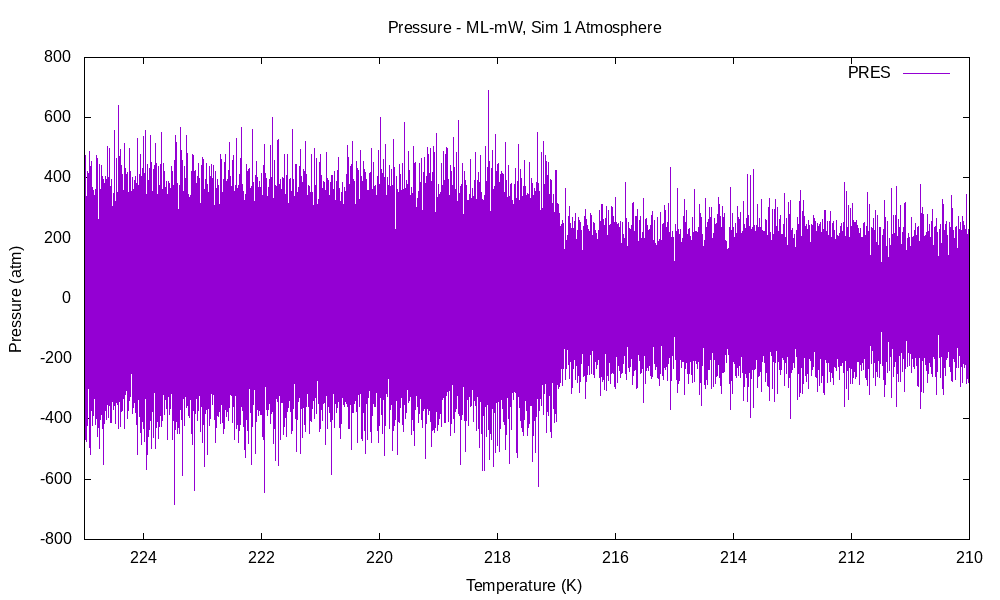 Pressure - ML-mW, Sim 1 Atmosphere
PRES
800
600
400
200
0
-200
-400
-600
-800
Pressure (atm)
224 222 220 218 216 214 212 210
Temperature (K)